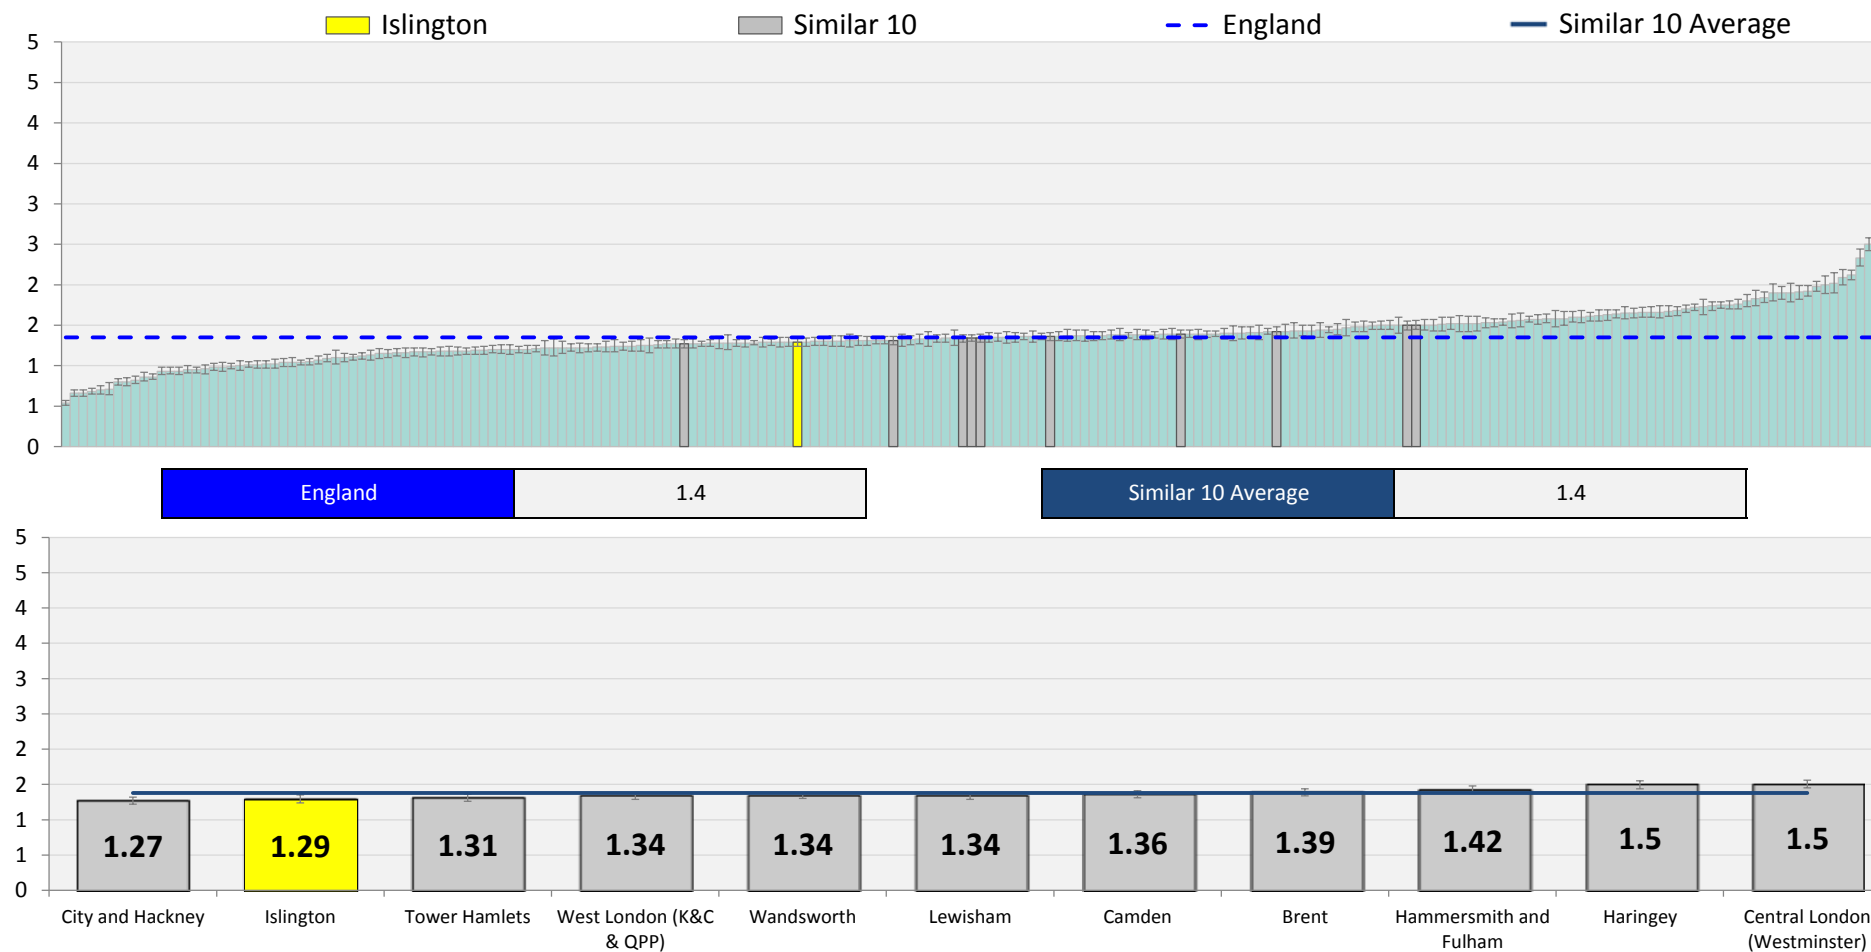 Islington
Similar 10
England
Similar 10 Average
5
5
4
4
3
3
2
2
1
1
0
England
1.4
Similar 10 Average
1.4
5
5
4
4
3
3
2
2
1
1
0
1.27
1.29
1.31
1.34
1.34
1.34
1.36
1.39
1.42
1.5
1.5
City and Hackney
Islington
Tower Hamlets
West London (K&C
& QPP)
Wandsworth
Lewisham
Camden
Brent
Hammersmith and
Fulham
Haringey
Central London
(Westminster)